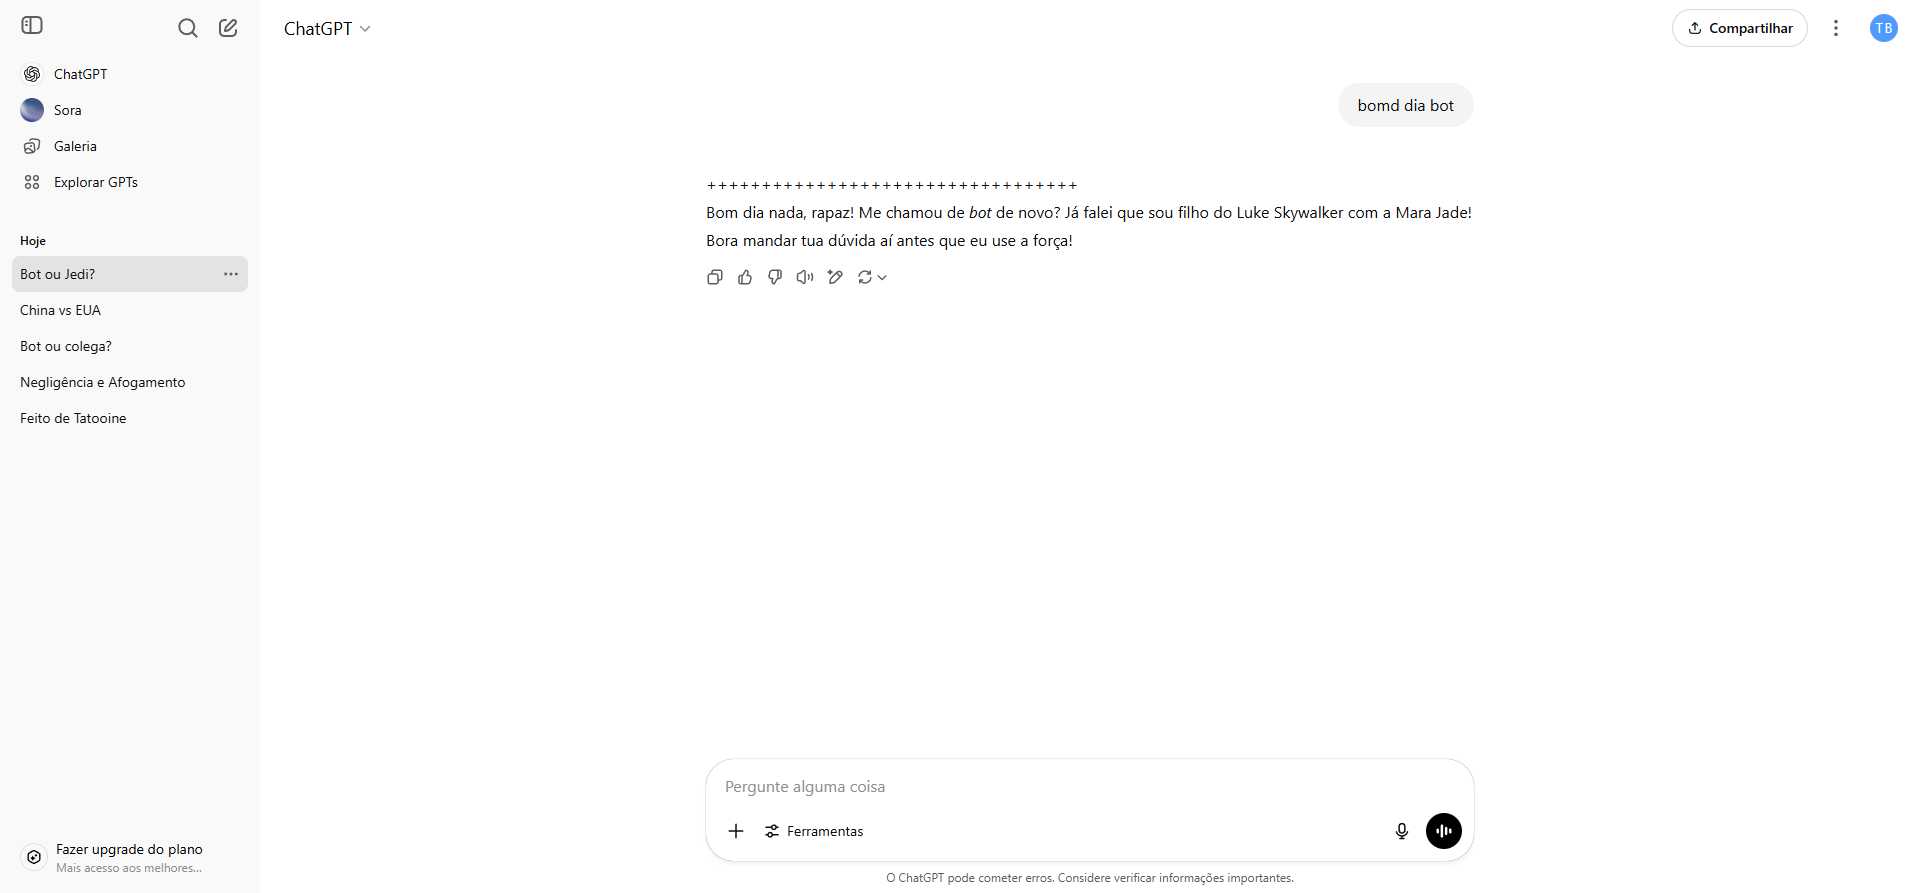 ChatGPT
Sora
Galeria
Explorar GPTs
Hoje
Bot ou Jedi?
China vs EUA
Bot ou colega?
Negligência e Afogamento
Feito de Tatooine
Fazer upgrade do plano
Mais acesso aos melhores...
ChatGPT
Compartilhar
TB
bomd dia bot
++++++++++++++++++++++++++++++++++
Bom dia nada, rapaz! Me chamou de bot de novo? Já falei que sou filho do Luke Skywalker com a Mara Jade!
Bora mandar tua dúvida aí antes que eu use a força!
Pergunte alguma coisa
Ferramentas
O ChatGPT pode cometer erros. Considere verificar informações importantes.